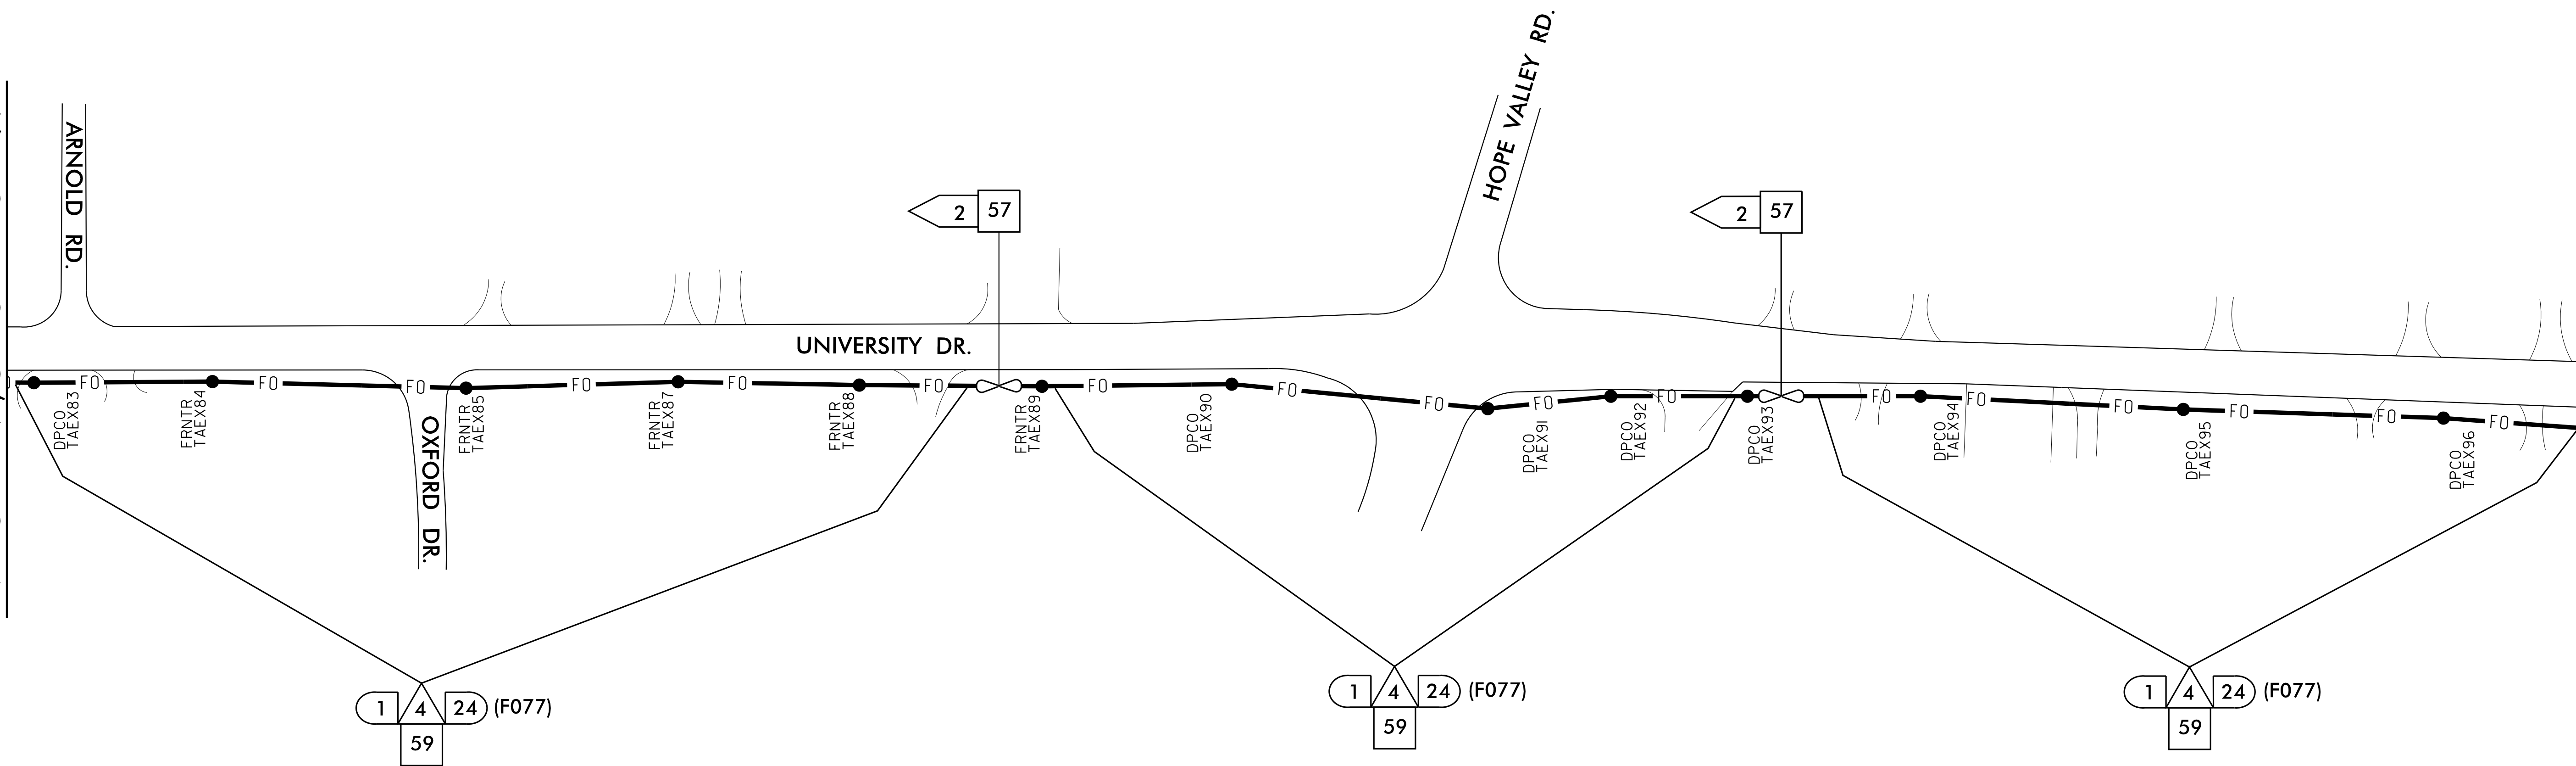 ARNOLD RD.
HOPE VALLEY RD.
2 57
2 57
UNIVERSITY DR.
FO FO FO FO FO FO FO FO FO FO FO FO FO FO FO FO FO
DPCO
TAEX83
FRNTR
TAEX84
OXFORD DR.
FRNTR
TAEX85
FRNTR
TAEX87
FRNTR
TAEX88
FRNTR
TAEX89
DPCO
TAEX90
DPCO
TAEX91
DPCO
TAEX92
DPCO
TAEX93
DPCO
TAEX94
DPCO
TAEX95
DPCO
TAEX96
1 4 24 (F077)
59
1 4 24 (F077)
59
1 4 24 (F077)
59